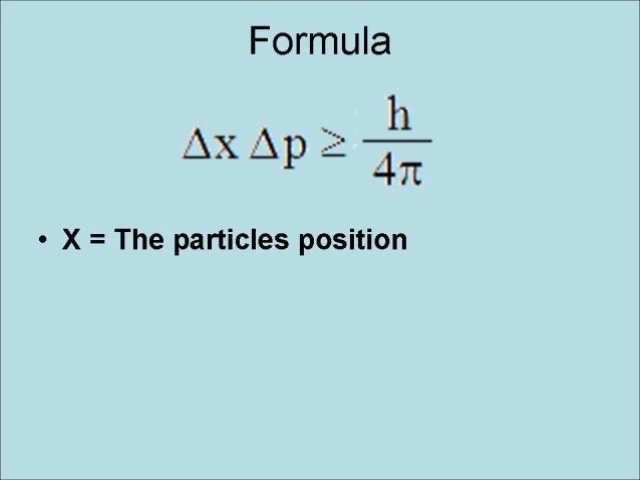 Formula
Δx Δp ≥ h/4π
• X = The particles position